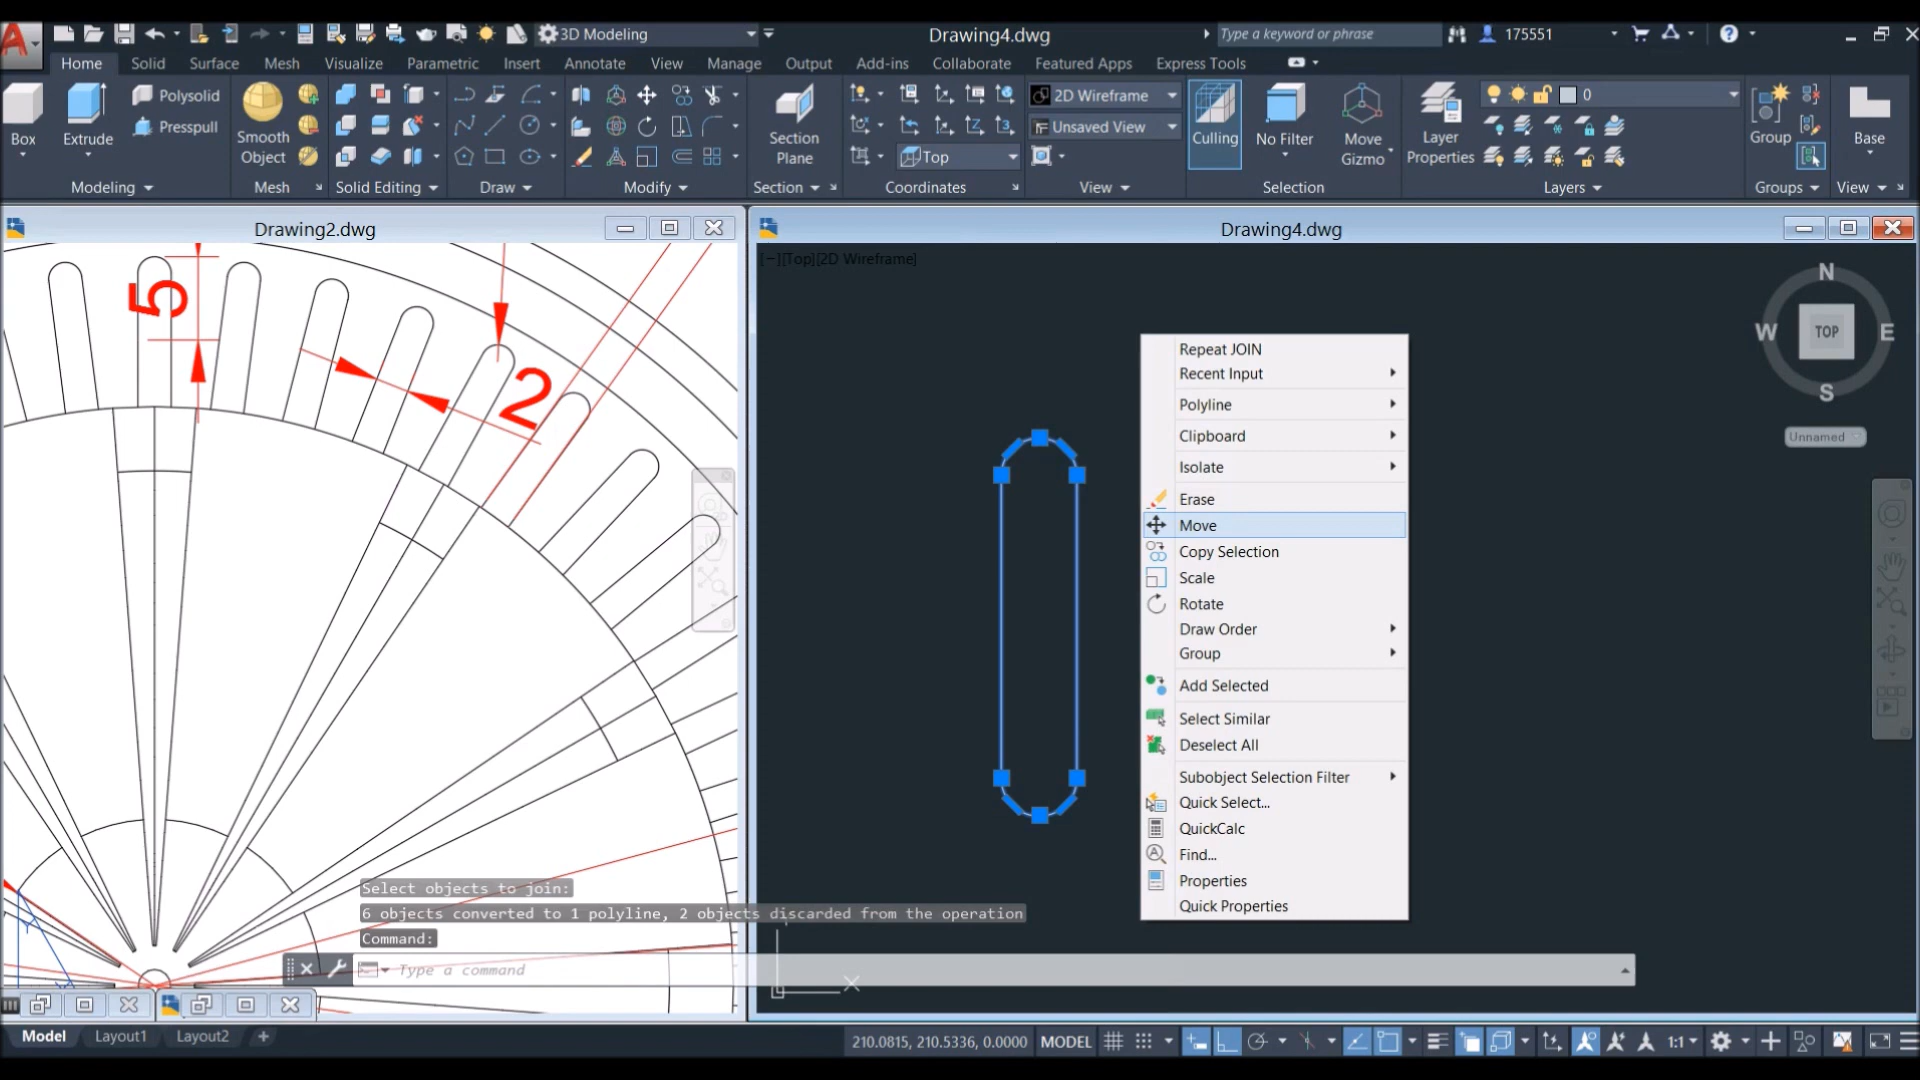 3D Modeling
Drawing4.dwg
Type a keyword or phrase
175551
Home Solid Surface Mesh Visualize Parametric Insert Annotate View Manage Output Add-ins Collaborate Featured Apps Express Tools
Box
Extrude
Polysolid
Presspull
Smooth Object
Section Plane
Top
2D Wireframe
Unsaved View
Culling
No Filter
Move Gizmo
Layer Properties
0
Group
Base
Modeling Mesh Solid Editing Draw Modify Section Coordinates View Selection Layers Groups View
Drawing2.dwg
Drawing4.dwg
[−][Top][2D Wireframe]
5
2
N
W
TOP
E
S
Unnamed
Repeat JOIN
Recent Input
Polyline
Clipboard
Isolate
Erase
Move
Copy Selection
Scale
Rotate
Draw Order
Group
Add Selected
Select Similar
Deselect All
Subobject Selection Filter
Quick Select...
QuickCalc
Find...
Properties
Quick Properties
Select objects to join:
6 objects converted to 1 polyline, 2 objects discarded from the operation
Command:
Type a command
Model Layout1 Layout2 +
210.0815, 210.5336, 0.0000 MODEL
1:1